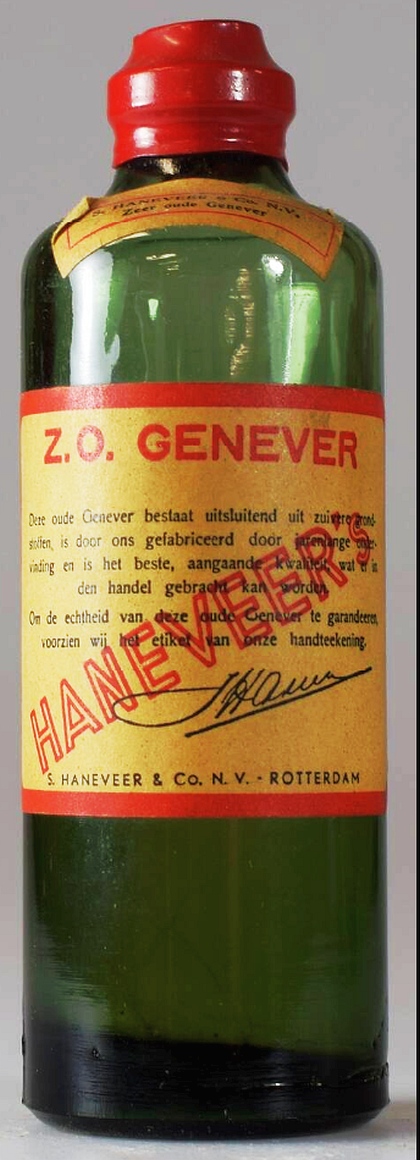 S. HANEVEER & Co. N.V.
Zeer oude Genever
Z.O. GENEVER
Deze oude Genever bestaat uitsluitend uit zuivere grond-
stoffen, is door ons gefabriceerd door jarenlange onder-
vinding en is het beste, aangaande kwaliteit, wat er in
den handel gebracht kan worden.
Om de echtheid van deze oude Genever te garandeeren,
voorzien wij het etiket van onze handteekening.
HANEVEER'S
S. HANEVEER & Co. N. V. - ROTTERDAM